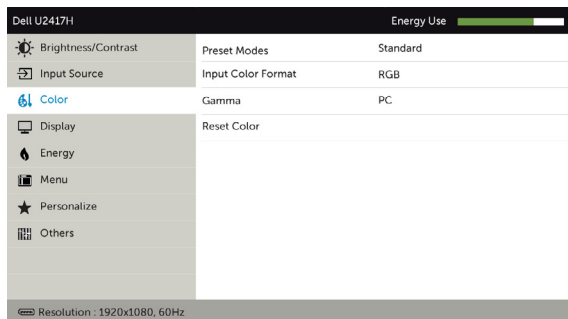 Dell U2417H Energy Use
Brightness/Contrast
Input Source
Color
Display
Energy
Menu
Personalize
Others
Preset Modes Standard
Input Color Format RGB
Gamma PC
Reset Color
Resolution : 1920x1080, 60Hz